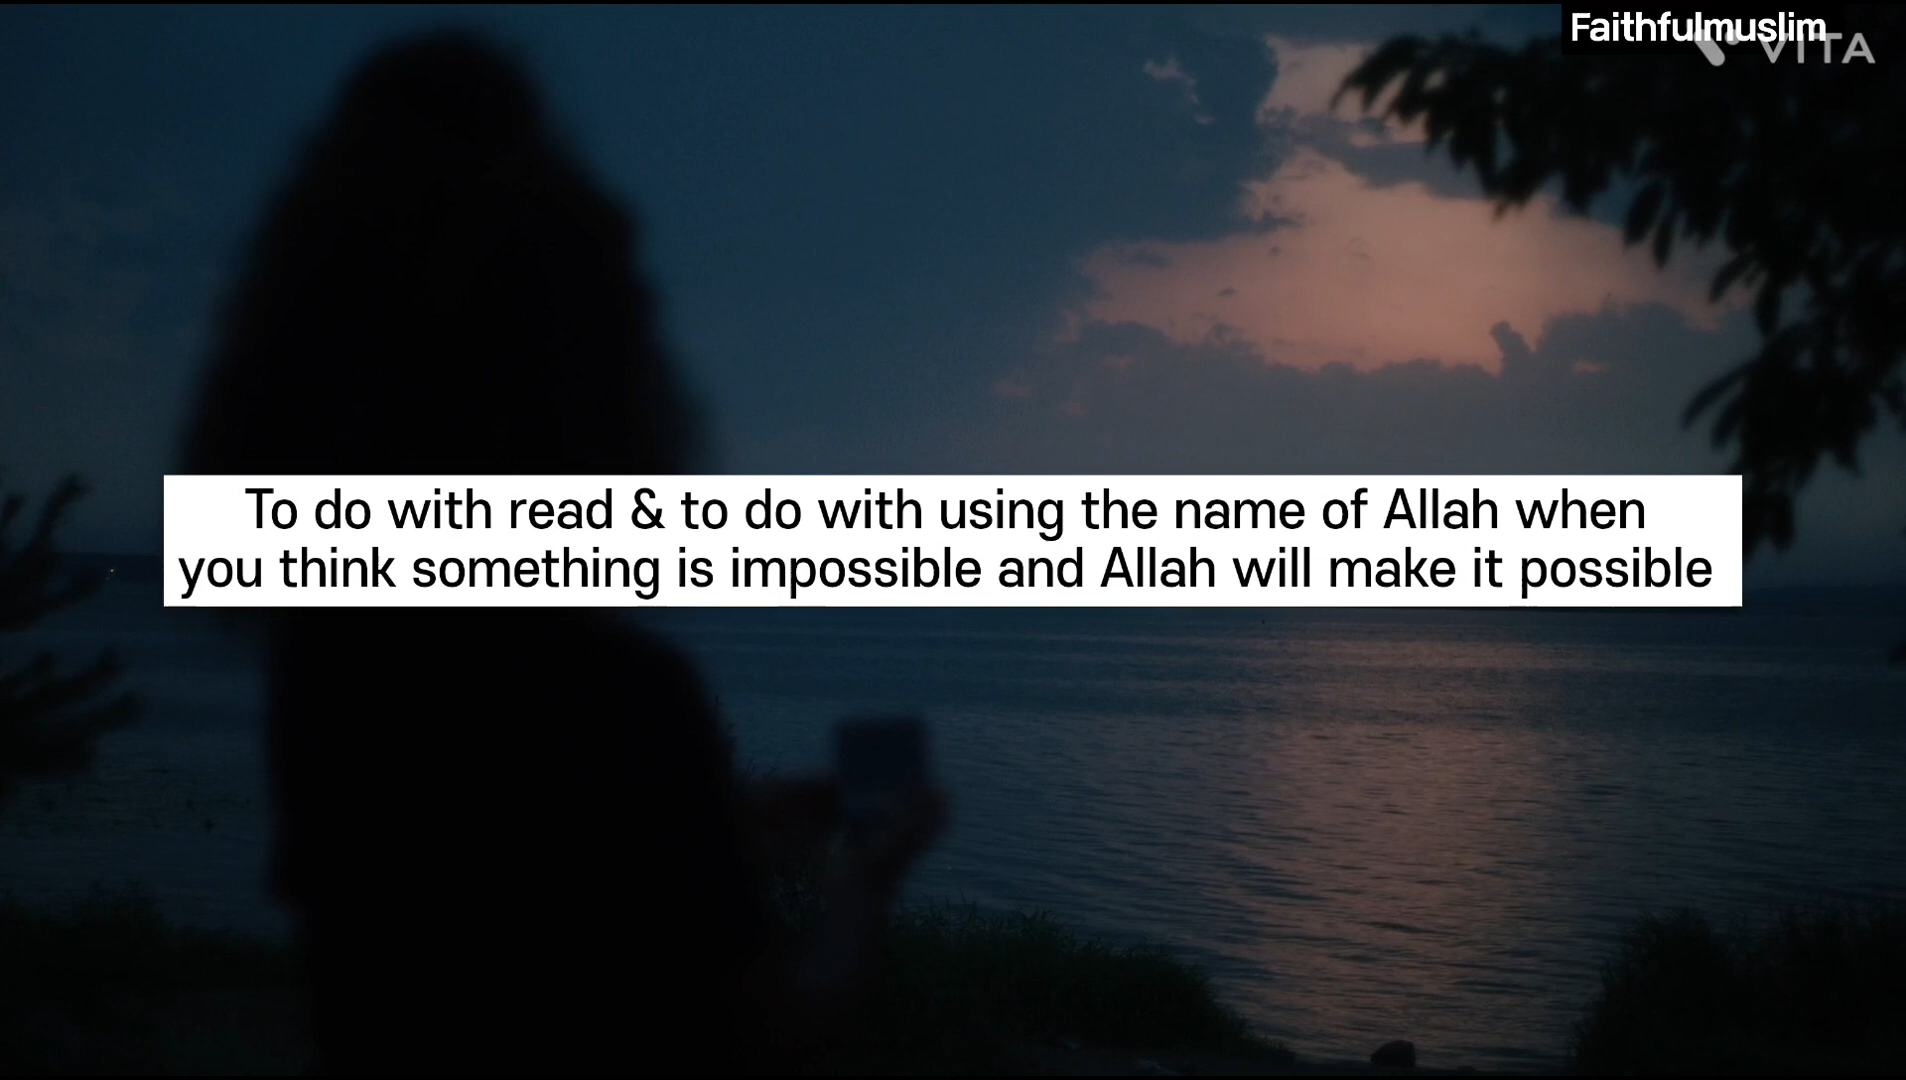 Faithfulmuslim
VITA
To do with read & to do with using the name of Allah when
you think something is impossible and Allah will make it possible